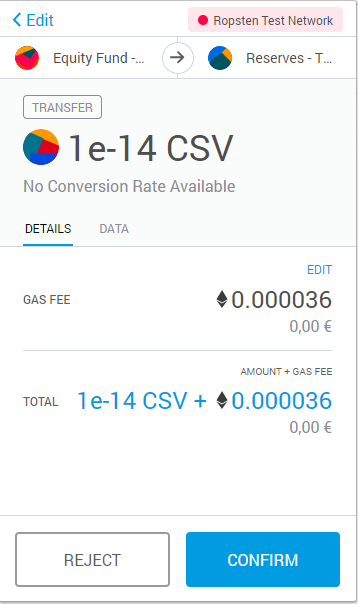 Edit
Ropsten Test Network
Equity Fund -...
Reserves - T...
TRANSFER
1e-14 CSV
No Conversion Rate Available
DETAILS
DATA
EDIT
GAS FEE
0.000036
0,00 €
AMOUNT + GAS FEE
TOTAL
1e-14 CSV + 0.000036
0,00 €
REJECT
CONFIRM